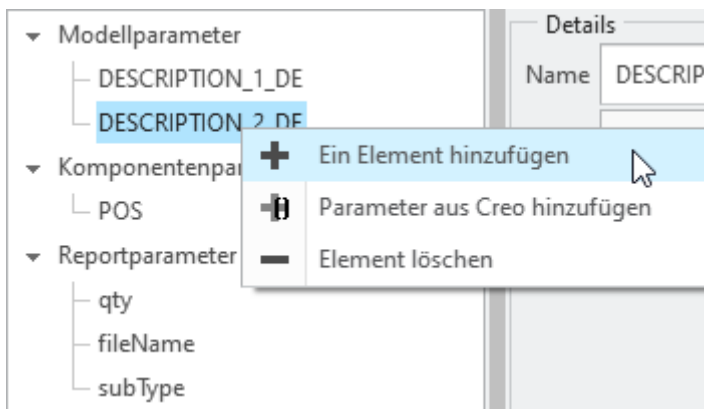 Modellparameter
DESCRIPTION_1_DE
DESCRIPTION_2_DE
Komponentenpar
POS
Reportparameter
qty
fileName
subType
Ein Element hinzufügen
Parameter aus Creo hinzufügen
Element löschen
Details
Name DESCRIP